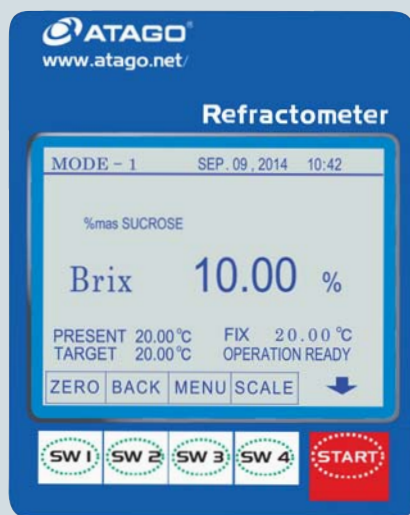 ATAGO®
www.atago.net/
Refractometer
MODE - 1 SEP. 09, 2014 10:42
%mas SUCROSE
Brix 10.00 %
PRESENT 20.00 ℃ FIX 20.00 ℃
TARGET 20.00 ℃ OPERATION READY
ZERO BACK MENU SCALE
SW 1 SW 2 SW 3 SW 4 START